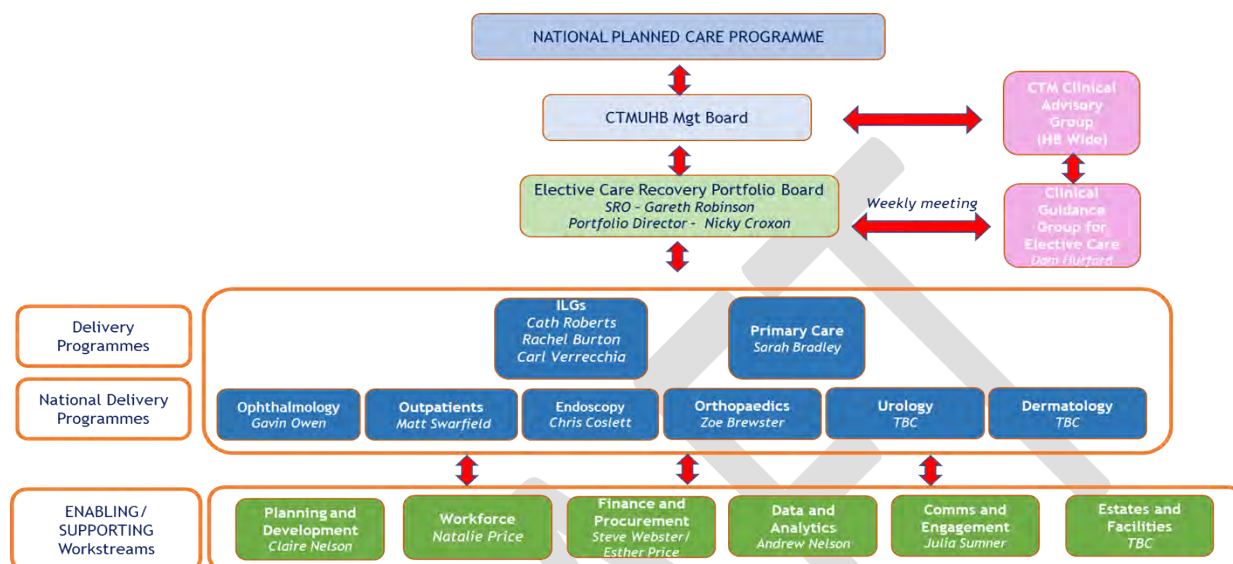 NATIONAL PLANNED CARE PROGRAMME
CTMUHB Mgt Board
CTM Clinical
Advisory
Group
(HB Wide)
Elective Care Recovery Portfolio Board
SRO - Gareth Robinson
Portfolio Director - Nicky Croxon
Weekly meeting
Clinical
Guidance
Group for
Elective Care
Dom Hurford
Delivery
Programmes
ILGs
Cath Roberts
Rachel Burton
Carl Verrecchia
Primary Care
Sarah Bradley
National Delivery
Programmes
Ophthalmology
Gavin Owen
Outpatients
Matt Swarfield
Endoscopy
Chris Coslett
Orthopaedics
Zoe Brewster
Urology
TBC
Dermatology
TBC
ENABLING/
SUPPORTING
Workstreams
Planning and
Development
Claire Nelson
Workforce
Natalie Price
Finance and
Procurement
Steve Webster/
Esther Price
Data and
Analytics
Andrew Nelson
Comms and
Engagement
Julia Sumner
Estates and
Facilities
TBC